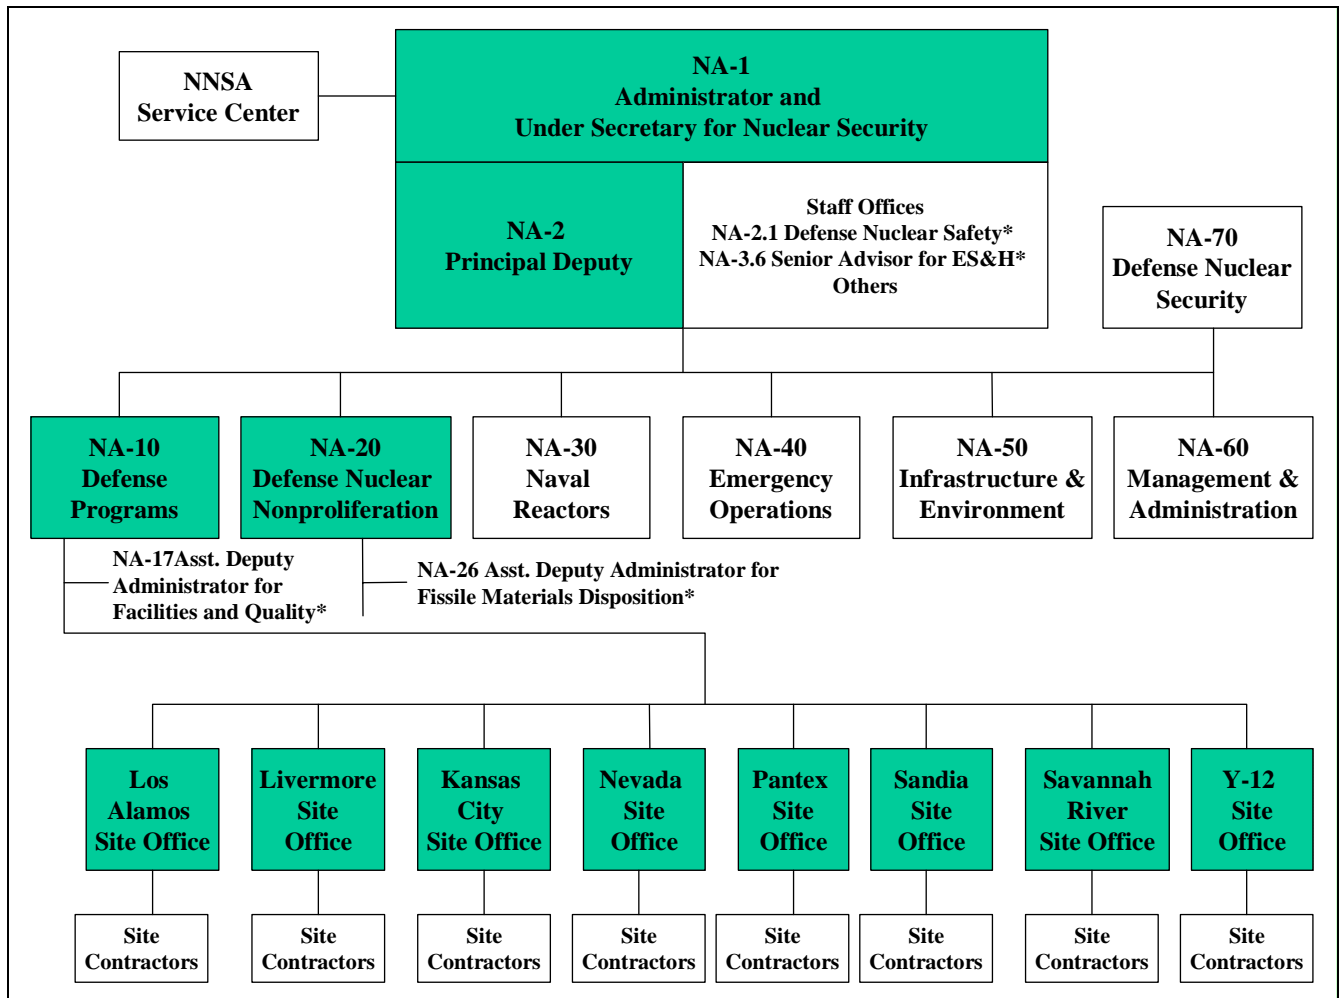 NNSA
Service Center
NA-1
Administrator and
Under Secretary for Nuclear Security
NA-2
Principal Deputy
Staff Offices
NA-2.1 Defense Nuclear Safety*
NA-3.6 Senior Advisor for ES&H*
Others
NA-70
Defense Nuclear
Security
NA-10
Defense
Programs
NA-20
Defense Nuclear
Nonproliferation
NA-30
Naval
Reactors
NA-40
Emergency
Operations
NA-50
Infrastructure &
Environment
NA-60
Management &
Administration
NA-17Asst. Deputy
Administrator for
Facilities and Quality*
NA-26 Asst. Deputy Administrator for
Fissile Materials Disposition*
Los
Alamos
Site Office
Livermore
Site
Office
Kansas
City
Site Office
Nevada
Site
Office
Pantex
Site
Office
Sandia
Site
Office
Savannah
River
Site Office
Y-12
Site
Office
Site
Contractors
Site
Contractors
Site
Contractors
Site
Contractors
Site
Contractors
Site
Contractors
Site
Contractors
Site
Contractors